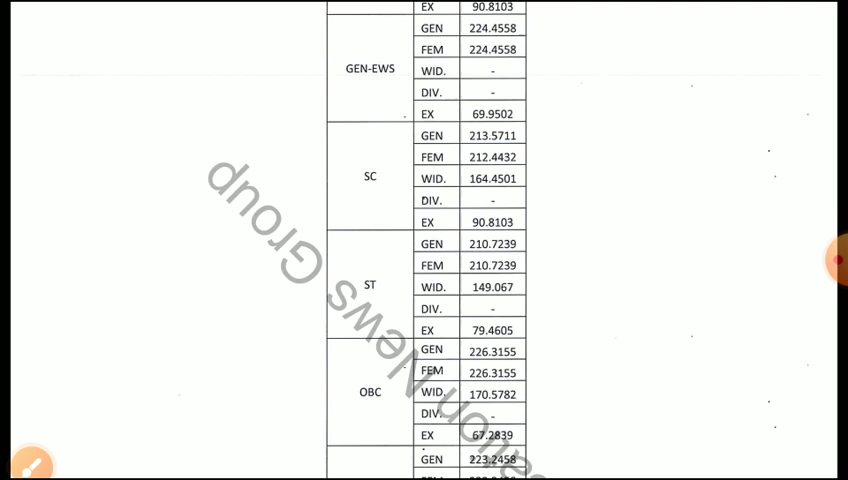 EX 90.8103
GEN 224.4558
FEM 224.4558
GEN-EWS WID. -
DIV. -
EX 69.9502
GEN 213.5711
FEM 212.4432
SC WID. 164.4501
DIV. -
EX 90.8103
GEN 210.7239
FEM 210.7239
ST WID. 149.067
DIV. -
EX 79.4605
GEN 226.3155
FEM 226.3155
OBC WID. 170.5782
DIV. -
EX 67.2839
GEN 223.2458
News Group